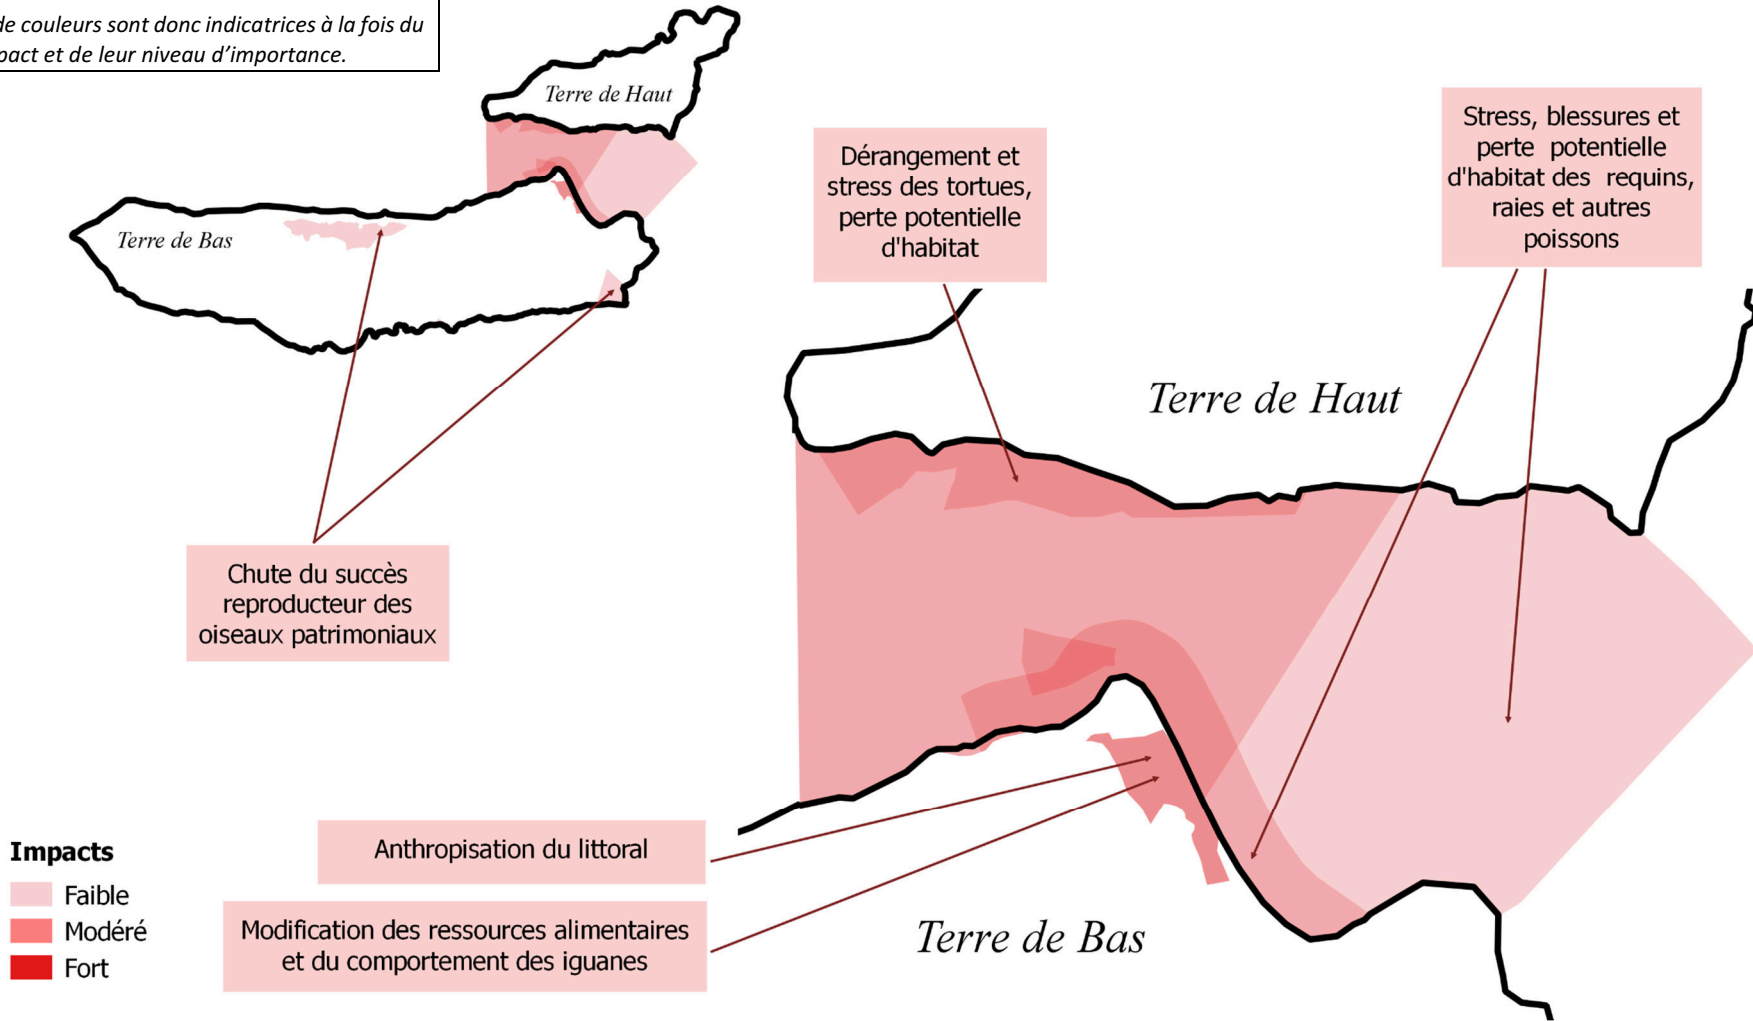 de couleurs sont donc indicatrices à la fois du
pact et de leur niveau d’importance.
Terre de Haut
Terre de Bas
Dérangement et
stress des tortues,
perte potentielle
d'habitat
Stress, blessures et
perte potentielle
d'habitat des requins,
raies et autres
poissons
Terre de Haut
Chute du succès
reproducteur des
oiseaux patrimoniaux
Anthropisation du littoral
Modification des ressources alimentaires
et du comportement des iguanes
Terre de Bas
Impacts
Faible
Modéré
Fort